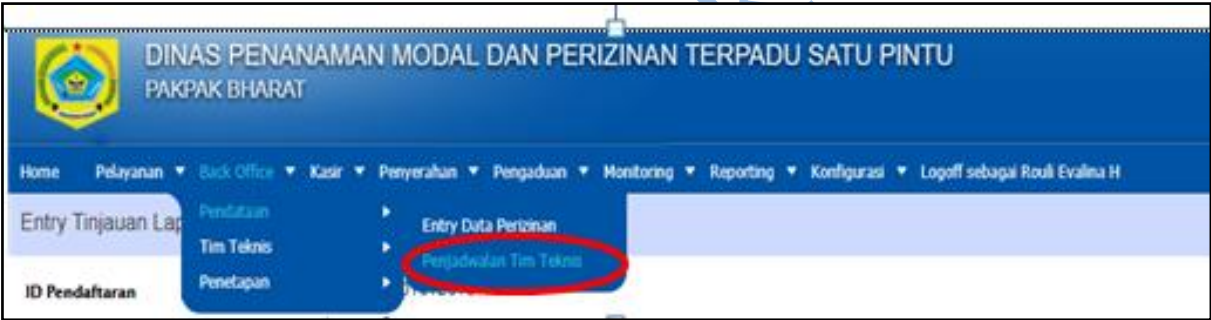 DINAS PENANAMAN MODAL DAN PERIZINAN TERPADU SATU PINTU
PAKPAK BHARAT
Home Pelayanan Back Office Kasir Penyerahan Pengaduan Monitoring Reporting Konfigurasi Logoff sebagai Rouli Evalina H
Entry Tinjauan Lap
Pendataan
Entry Data Perizinan
Tim Teknis
Penjadwalan Tim Teknis
Penetapan
ID Pendaftaran